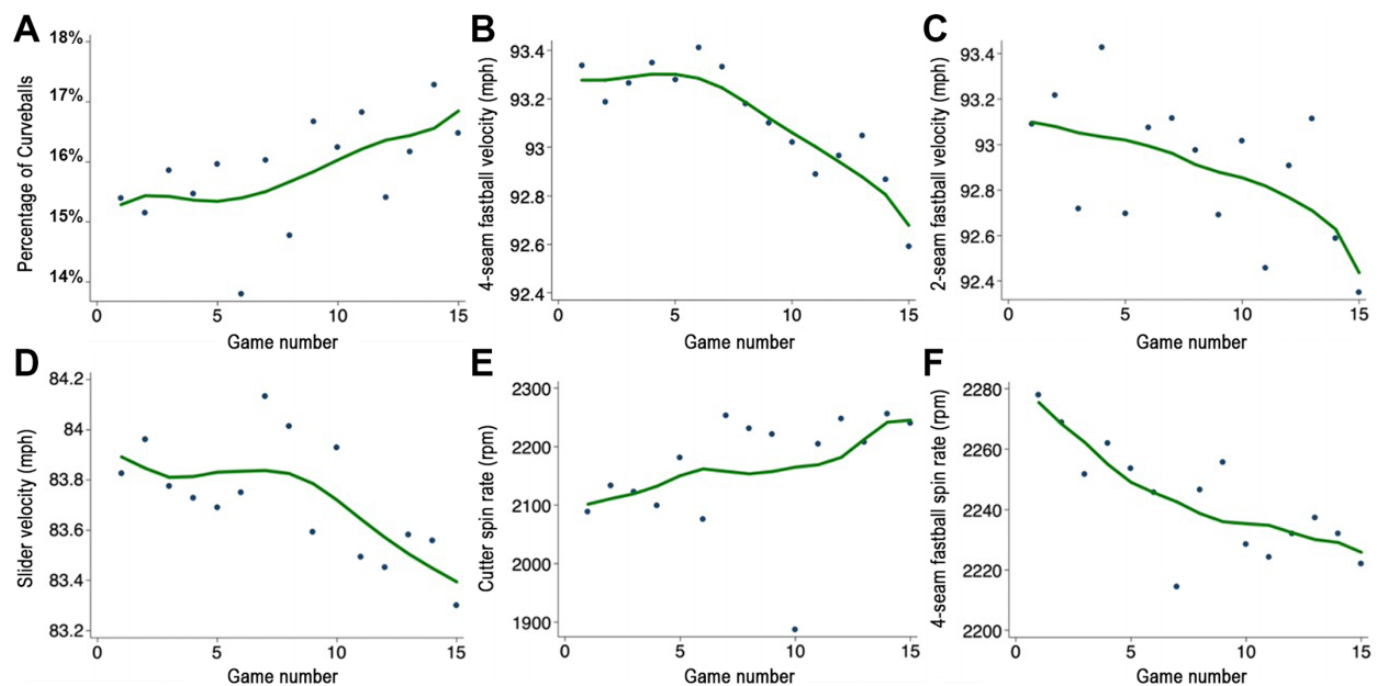 A
Percentage of Curveballs
18%
17%
16%
15%
14%
0 5 10 15
Game number
B
4-seam fastball velocity (mph)
93.4
93.2
93
92.8
92.6
92.4
0 5 10 15
Game number
C
2-seam fastball velocity (mph)
93.4
93.2
93
92.8
92.6
92.4
0 5 10 15
Game number
D
Slider velocity (mph)
84.2
84
83.8
83.6
83.4
83.2
0 5 10 15
Game number
E
Cutter spin rate (rpm)
2300
2200
2100
2000
1900
0 5 10 15
Game number
F
4-seam fastball spin rate (rpm)
2280
2260
2240
2220
2200
0 5 10 15
Game number